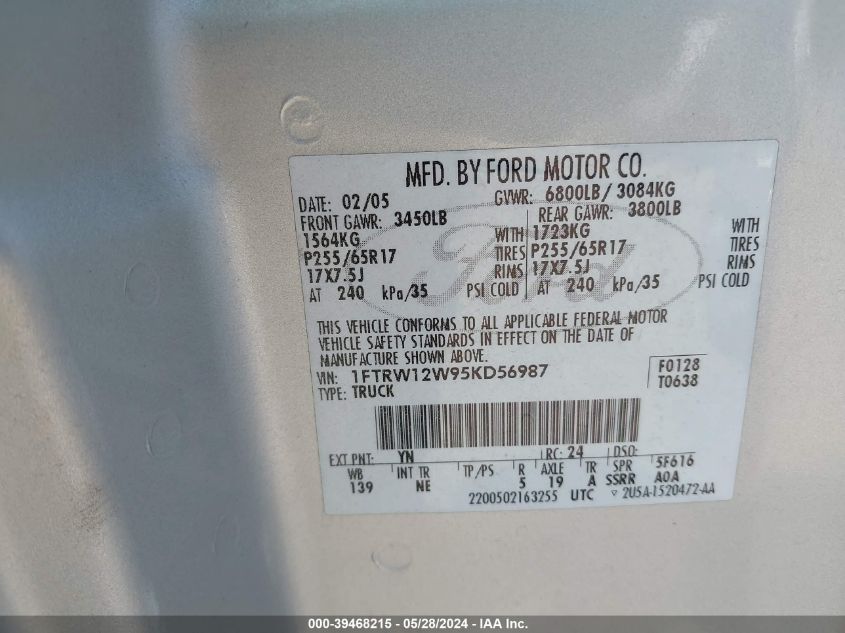 MFD. BY FORD MOTOR CO.
DATE: 02/05 GVWR: 6800LB/ 3084KG
FRONT GAWR: 3450LB REAR GAWR: 3800LB
1564KG WITH 1723KG WITH
P255/65R17 TIRES P255/65R17 TIRES
17X7.5J RIMS 17X7.5J RIMS
AT 240 kPa/35 PSI COLD AT 240 kPa/35 PSI COLD
Ford
THIS VEHICLE CONFORMS TO ALL APPLICABLE FEDERAL MOTOR
VEHICLE SAFETY STANDARDS IN EFFECT ON THE DATE OF
MANUFACTURE SHOWN ABOVE.
VIN: 1FTRW12W95KD56987 F0128
TYPE: TRUCK T0638
EXT PNT: YN RC: 24 DSO:
WB INT TR TP/PS R AXLE TR SPR 5F616
139 NE 5 19 A SSRR AOA
2200502163255 UTC ▽ 2U5A-1520472-AA
000-39468215 - 05/28/2024 - IAA Inc.